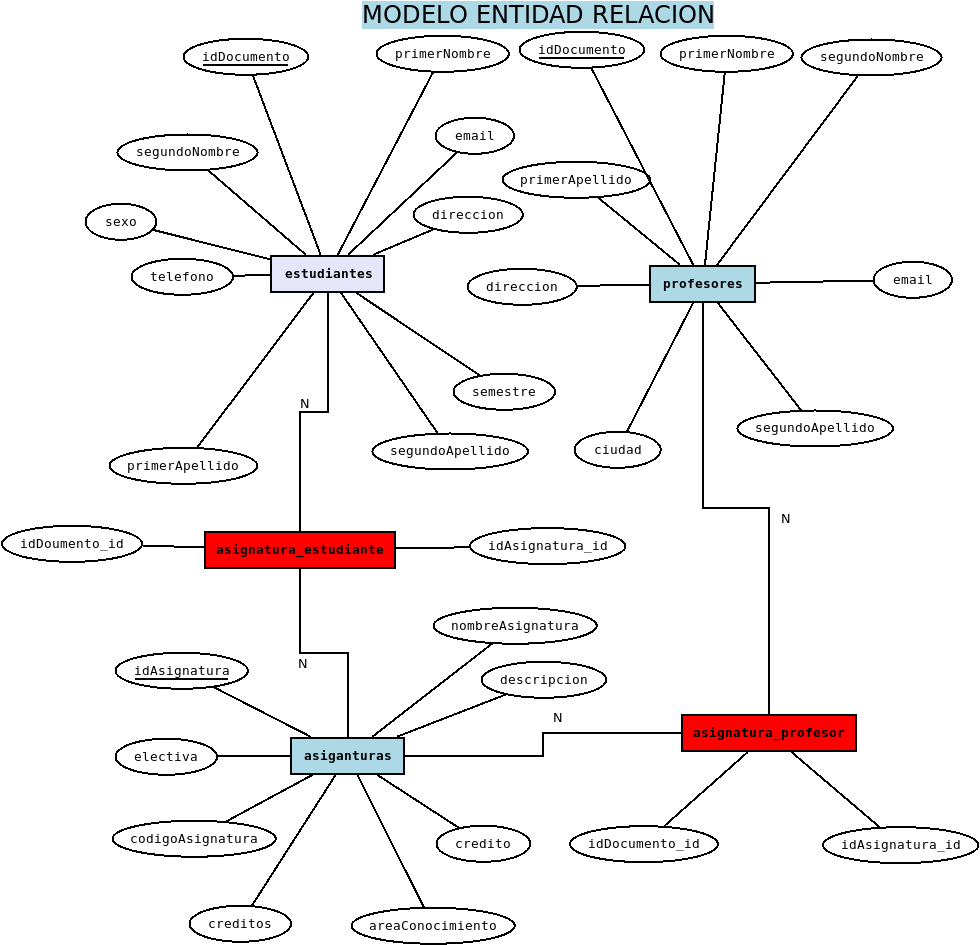 MODELO ENTIDAD RELACION
idDocumento
primerNombre
idDocumento
primerNombre
segundoNombre
email
segundoNombre
primerApellido
sexo
direccion
telefono
estudiantes
direccion
profesores
email
semestre
N
segundoApellido
ciudad
segundoApellido
primerApellido
N
idDoumento_id
asignatura_estudiante
idAsignatura_id
nombreAsignatura
N
idAsignatura
descripcion
N
electiva
asiganturas
asignatura_profesor
codigoAsignatura
credito
idDocumento_id
idAsignatura_id
creditos
areaConocimiento